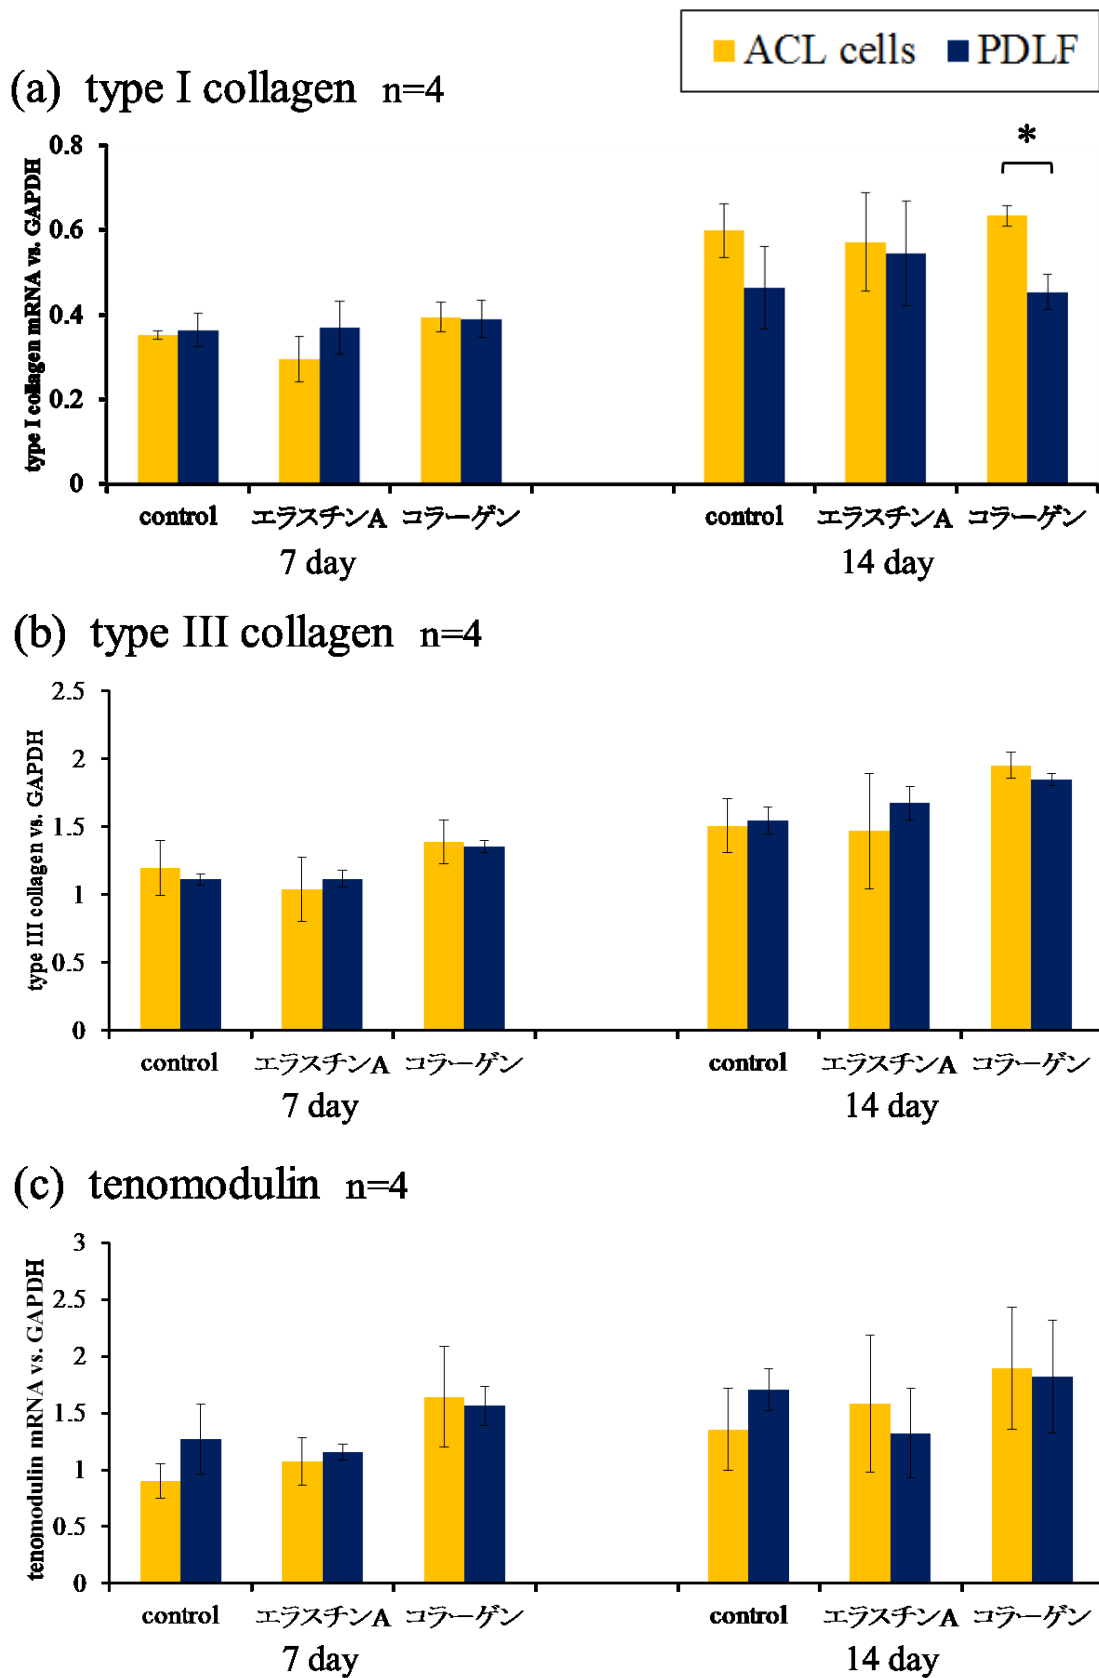 ACL cells PDLF
(a) type I collagen n=4
type I collagen mRNA vs. GAPDH
0.8
*
0.6
0.4
0.2
0
control エラスチンA コラーゲン control エラスチンA コラーゲン
7 day 14 day
(b) type III collagen n=4
type III collagen vs. GAPDH
2.5
2
1.5
1
0.5
0
control エラスチンA コラーゲン control エラスチンA コラーゲン
7 day 14 day
(c) tenomodulin n=4
tenomodulin mRNA vs. GAPDH
3
2.5
2
1.5
1
0.5
0
control エラスチンA コラーゲン control エラスチンA コラーゲン
7 day 14 day